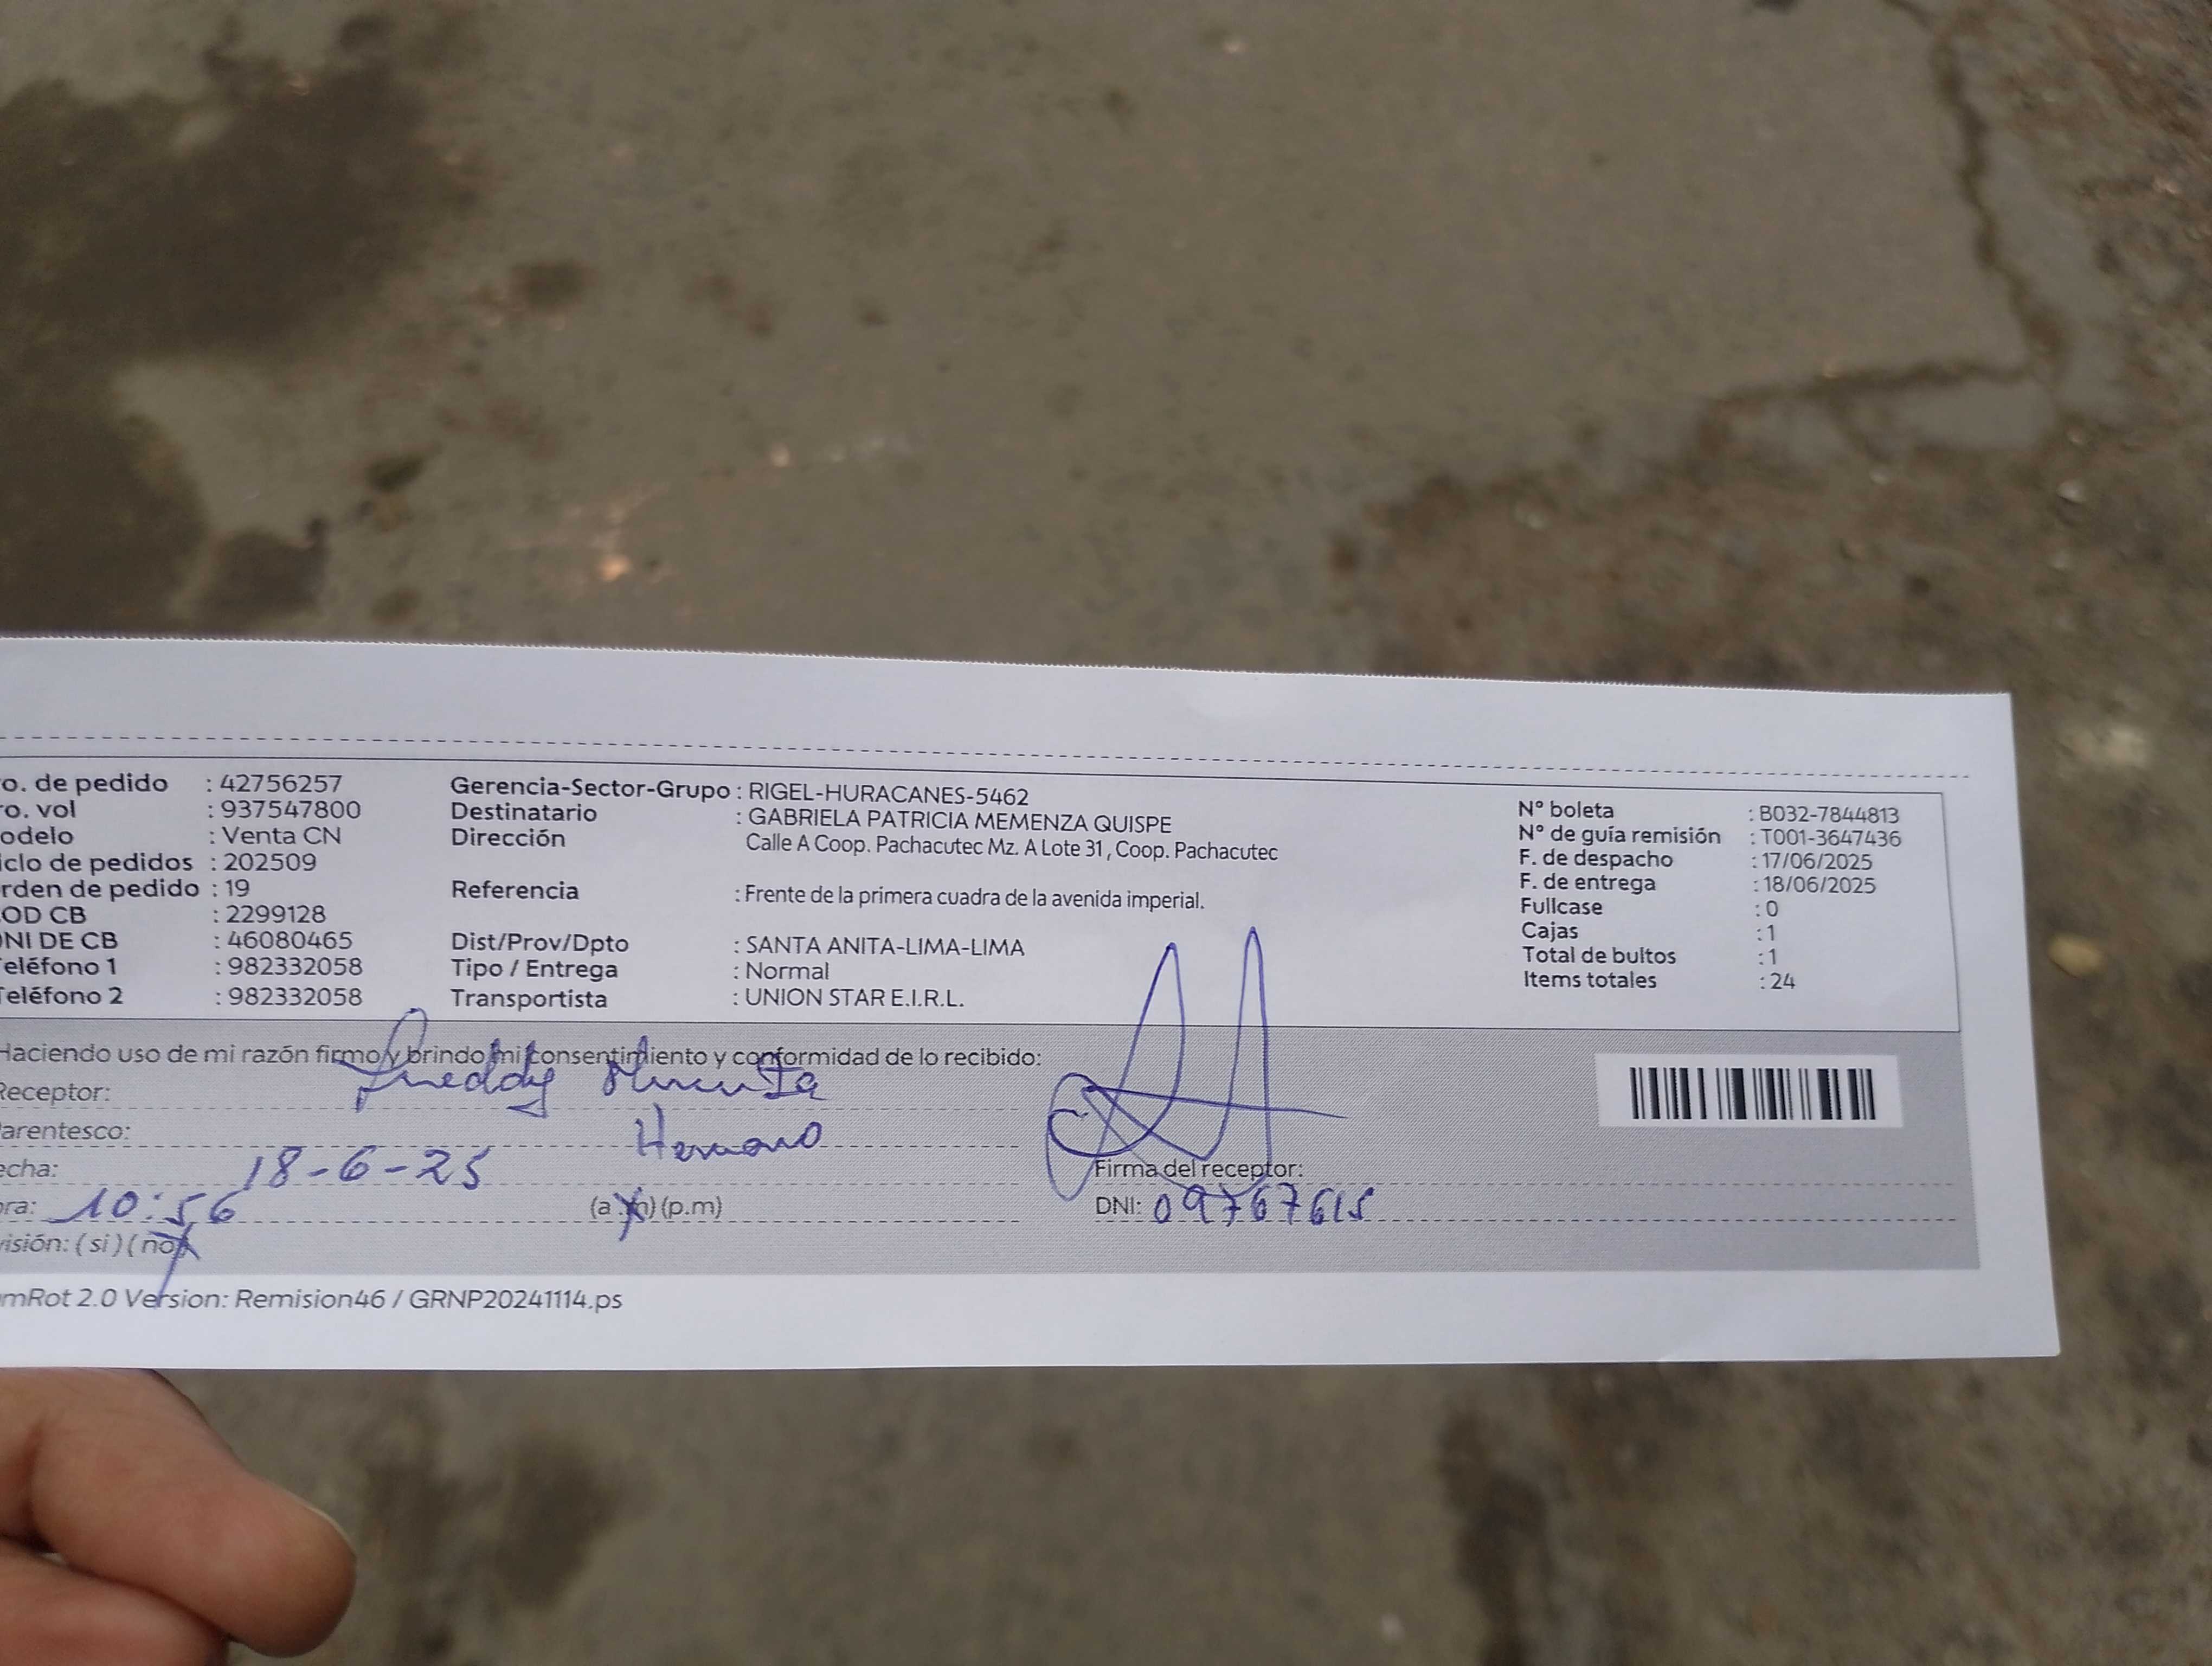 o. de pedido : 42756257
o. vol : 937547800
odelo : Venta CN
iclo de pedidos : 202509
rden de pedido : 19
OD CB : 2299128
NI DE CB : 46080465
eléfono 1 : 982332058
Teléfono 2 : 982332058
Gerencia-Sector-Grupo : RIGEL-HURACANES-5462
Destinatario : GABRIELA PATRICIA MEMENZA QUISPE
Dirección Calle A Coop. Pachacutec Mz. A Lote 31, Coop. Pachacutec
Referencia : Frente de la primera cuadra de la avenida imperial.
Dist/Prov/Dpto : SANTA ANITA-LIMA-LIMA
Tipo / Entrega : Normal
Transportista : UNION STAR E.I.R.L.
N° boleta : B032-7844813
N° de guía remisión : T001-3647436
F. de despacho : 17/06/2025
F. de entrega : 18/06/2025
Fullcase : 0
Cajas : 1
Total de bultos : 1
Items totales : 24
Haciendo uso de mi razón firmo y brindo mi consentimiento y conformidad de lo recibido:
Receptor: Freddy
arentesco: Hermano
echa: 18-6-25
ora: 10:56 (a.m) (p.m)
visión: (si) (no)
Firma del receptor:
DNI: 09767615
mRot 2.0 Version: Remision46 / GRNP20241114.ps